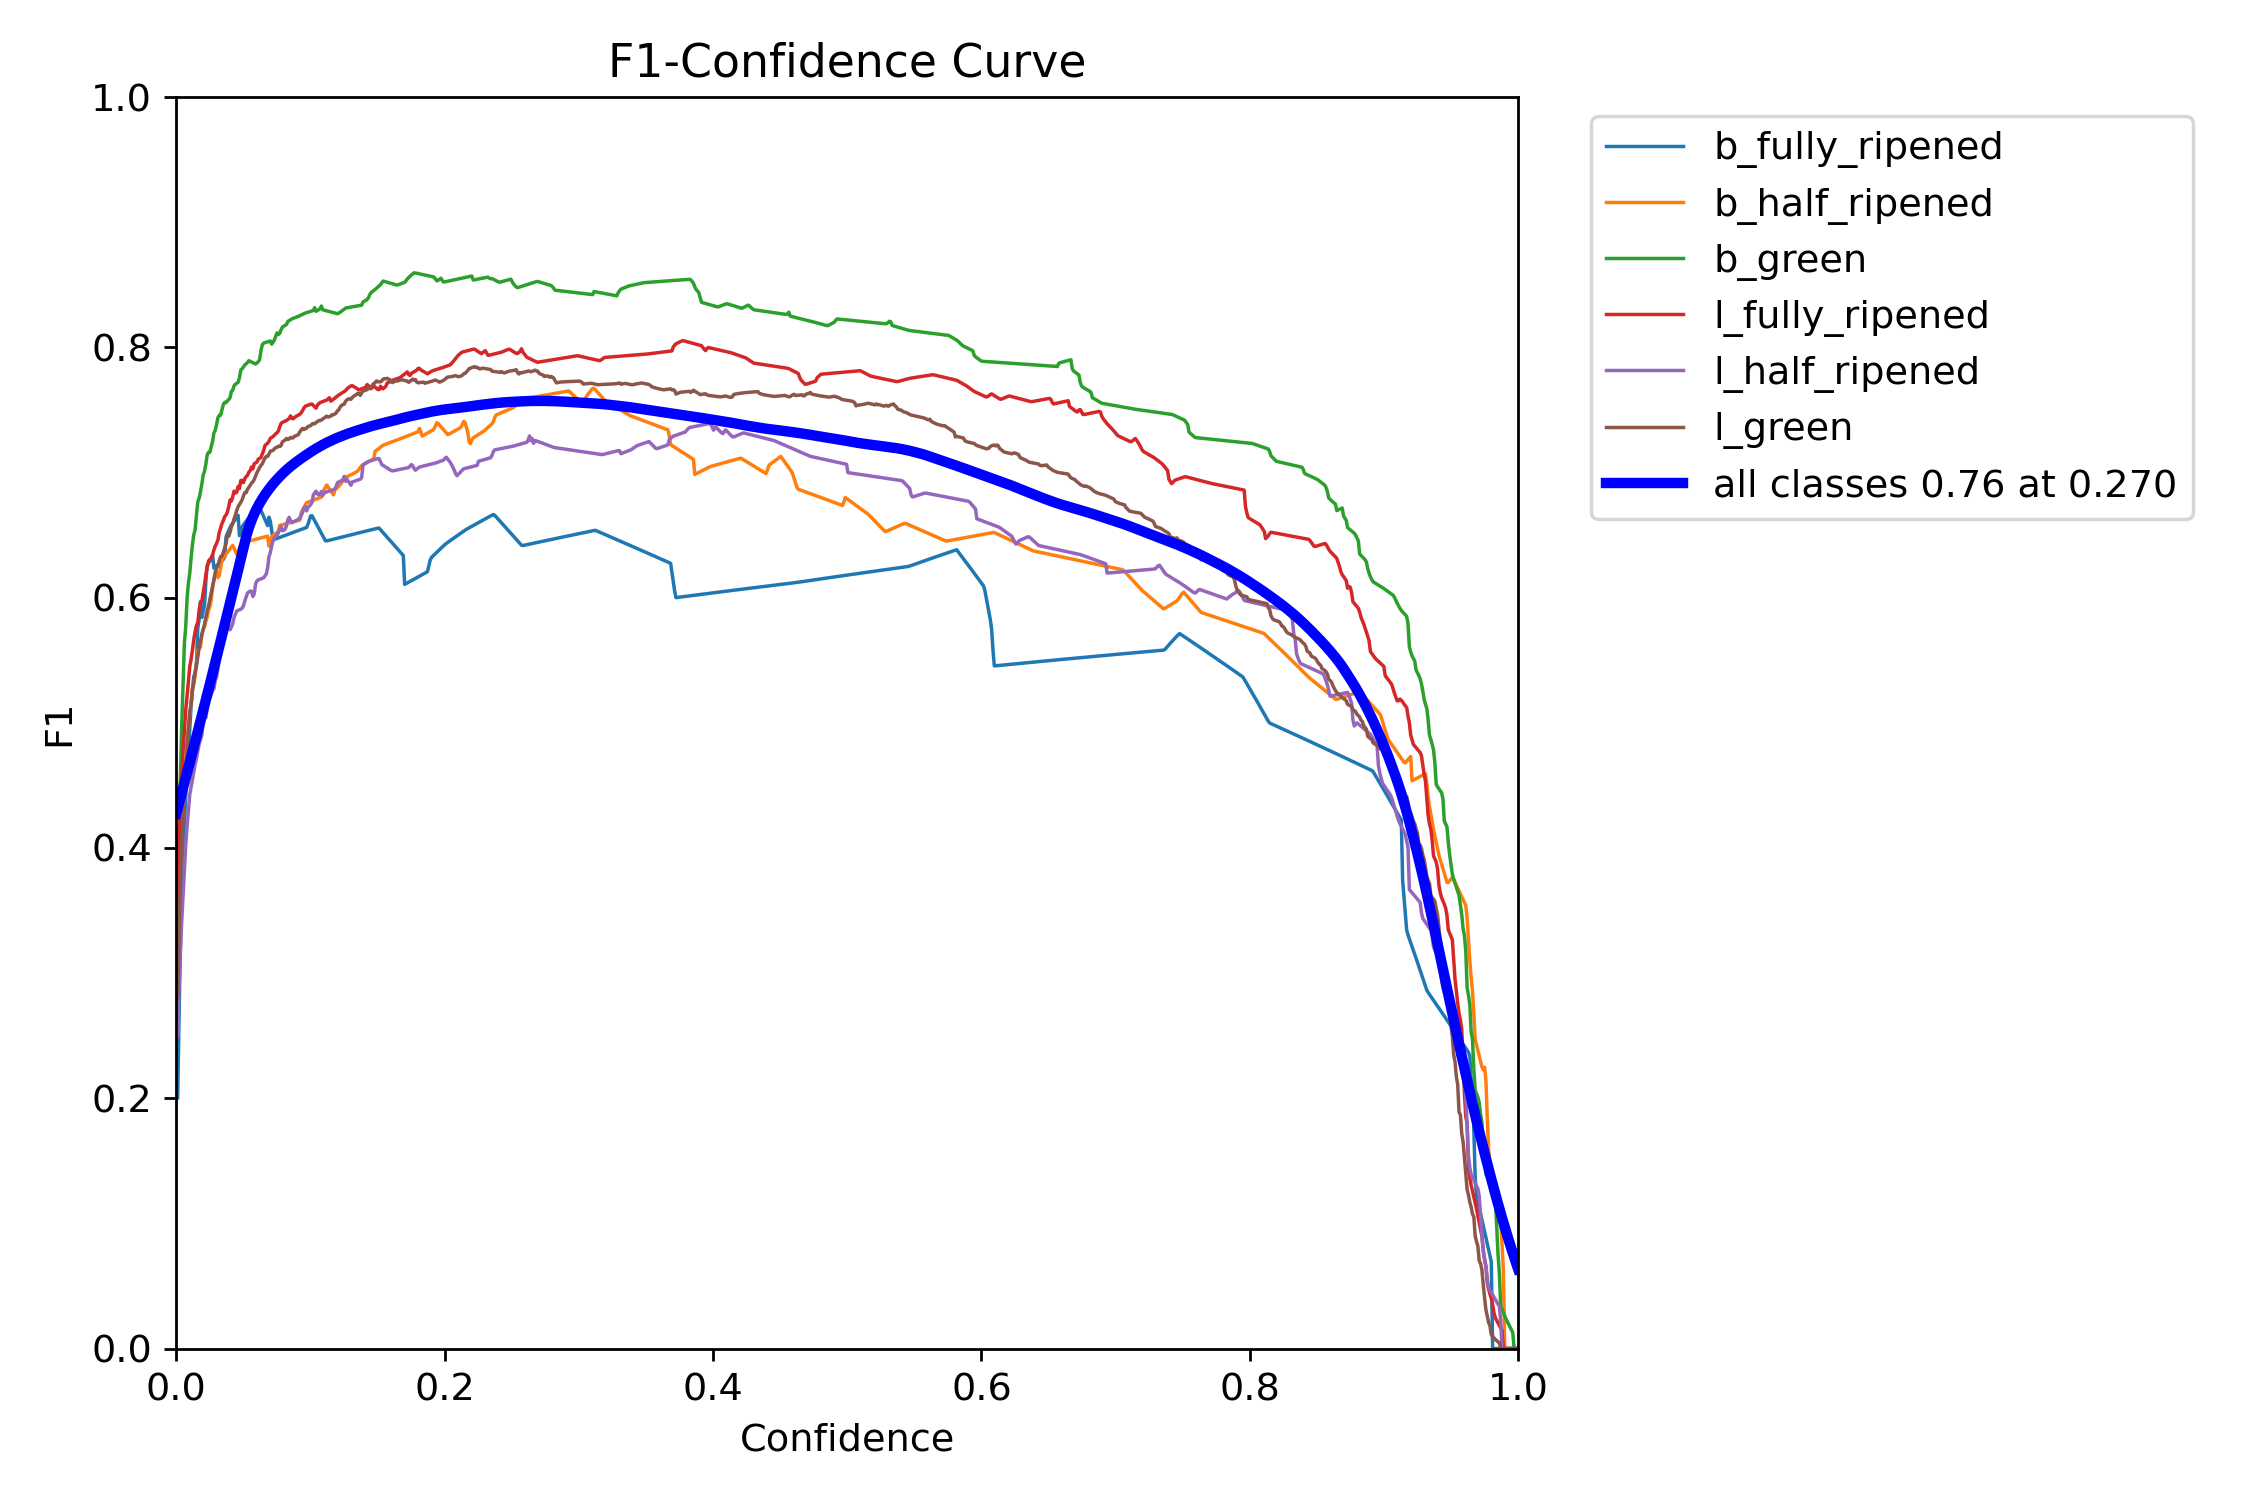 F1-Confidence Curve
1.0
0.8
0.6
0.4
0.2
0.0
F1
0.0 0.2 0.4 0.6 0.8 1.0
Confidence
b_fully_ripened
b_half_ripened
b_green
l_fully_ripened
l_half_ripened
l_green
all classes 0.76 at 0.270